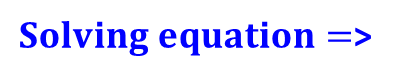 Solving equation =>